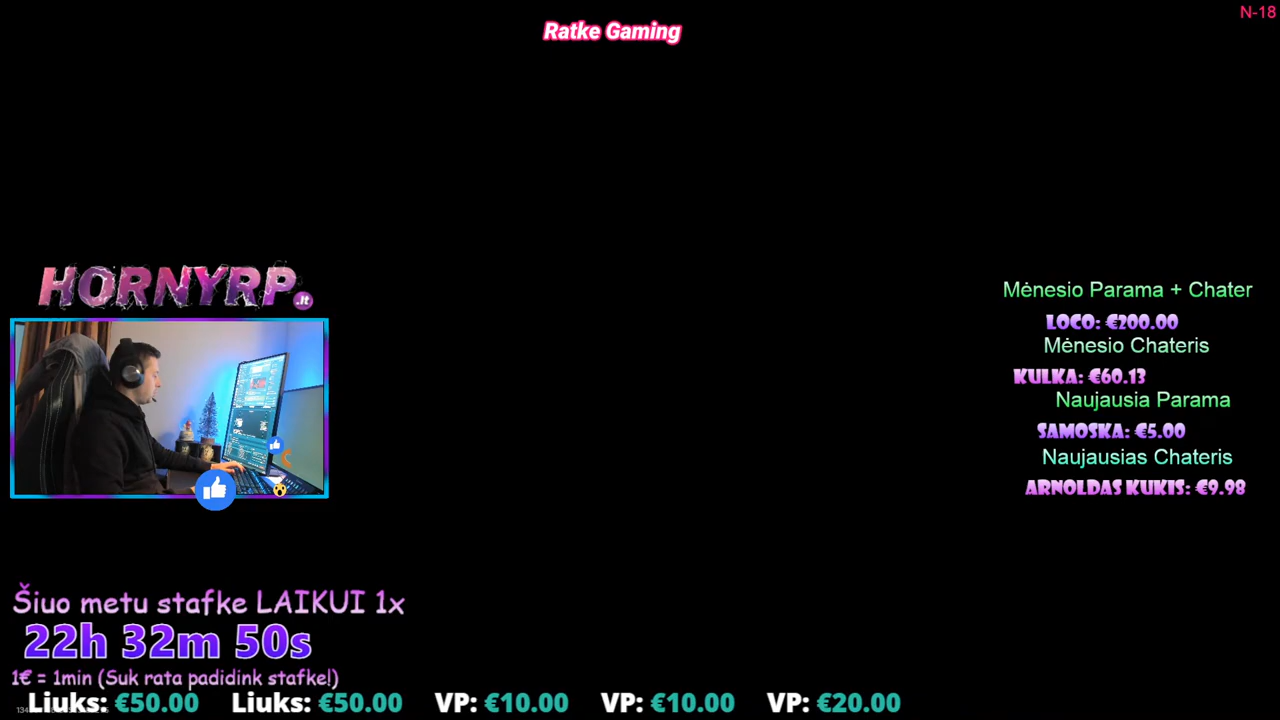 Ratke Gaming
N-18
HORNYRP.lt
Mėnesio Parama + Chater
LOCO: €200.00
Mėnesio Chateris
KULKA: €60.13
Naujausia Parama
SAMOSKA: €5.00
Naujausias Chateris
ARNOLDAS KUKIS: €9.98
Šiuo metu stafke LAIKUI 1x
22h 32m 50s
1€ = 1min (Suk rata padidink stafke!)
Liuks: €50.00 Liuks: €50.00 VP: €10.00 VP: €10.00 VP: €20.00